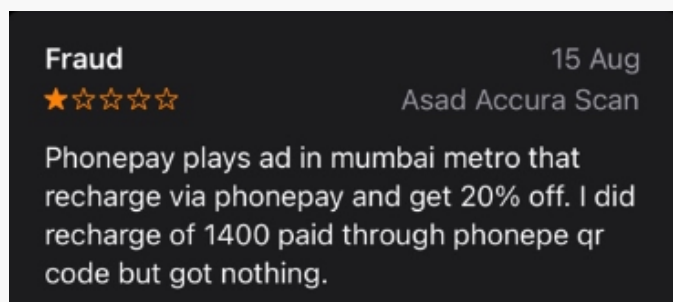 Fraud
15 Aug
Asad Accura Scan
Phonepay plays ad in mumbai metro that
recharge via phonepay and get 20% off. I did
recharge of 1400 paid through phonepe qr
code but got nothing.